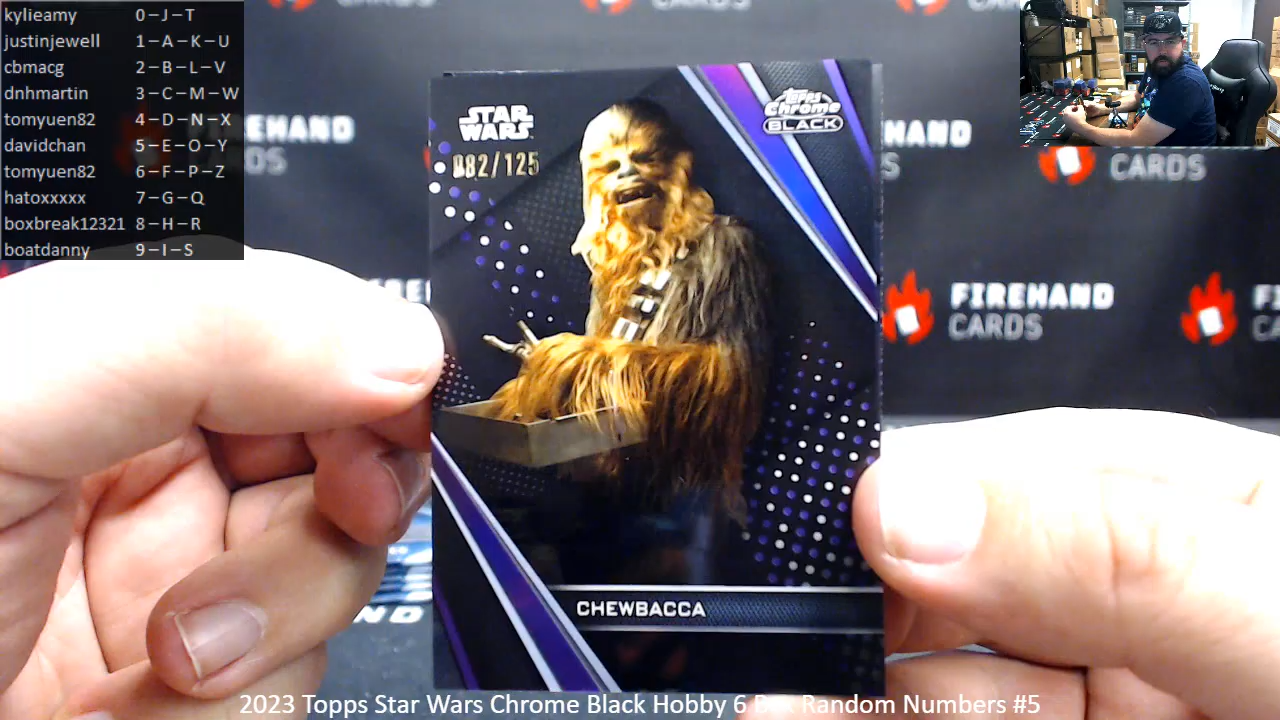 kylieamy 0-J-T
justinjewell 1-A-K-U
cbmacg 2-B-L-V
dnhmartin 3-C-M-W
tomyuen82 4-D-N-X
davidchan 5-E-O-Y
tomyuen82 6-F-P-Z
hatoxxxxx 7-G-Q
boxbreak12321 8-H-R
boatdanny 9-I-S
STAR
WARS
082/125
Topps
Chrome
BLACK
CHEWBACCA
CARDS
CARDS
CARDS
FIREHAND
CARDS
2023 Topps Star Wars Chrome Black Hobby 6 Box Random Numbers #5